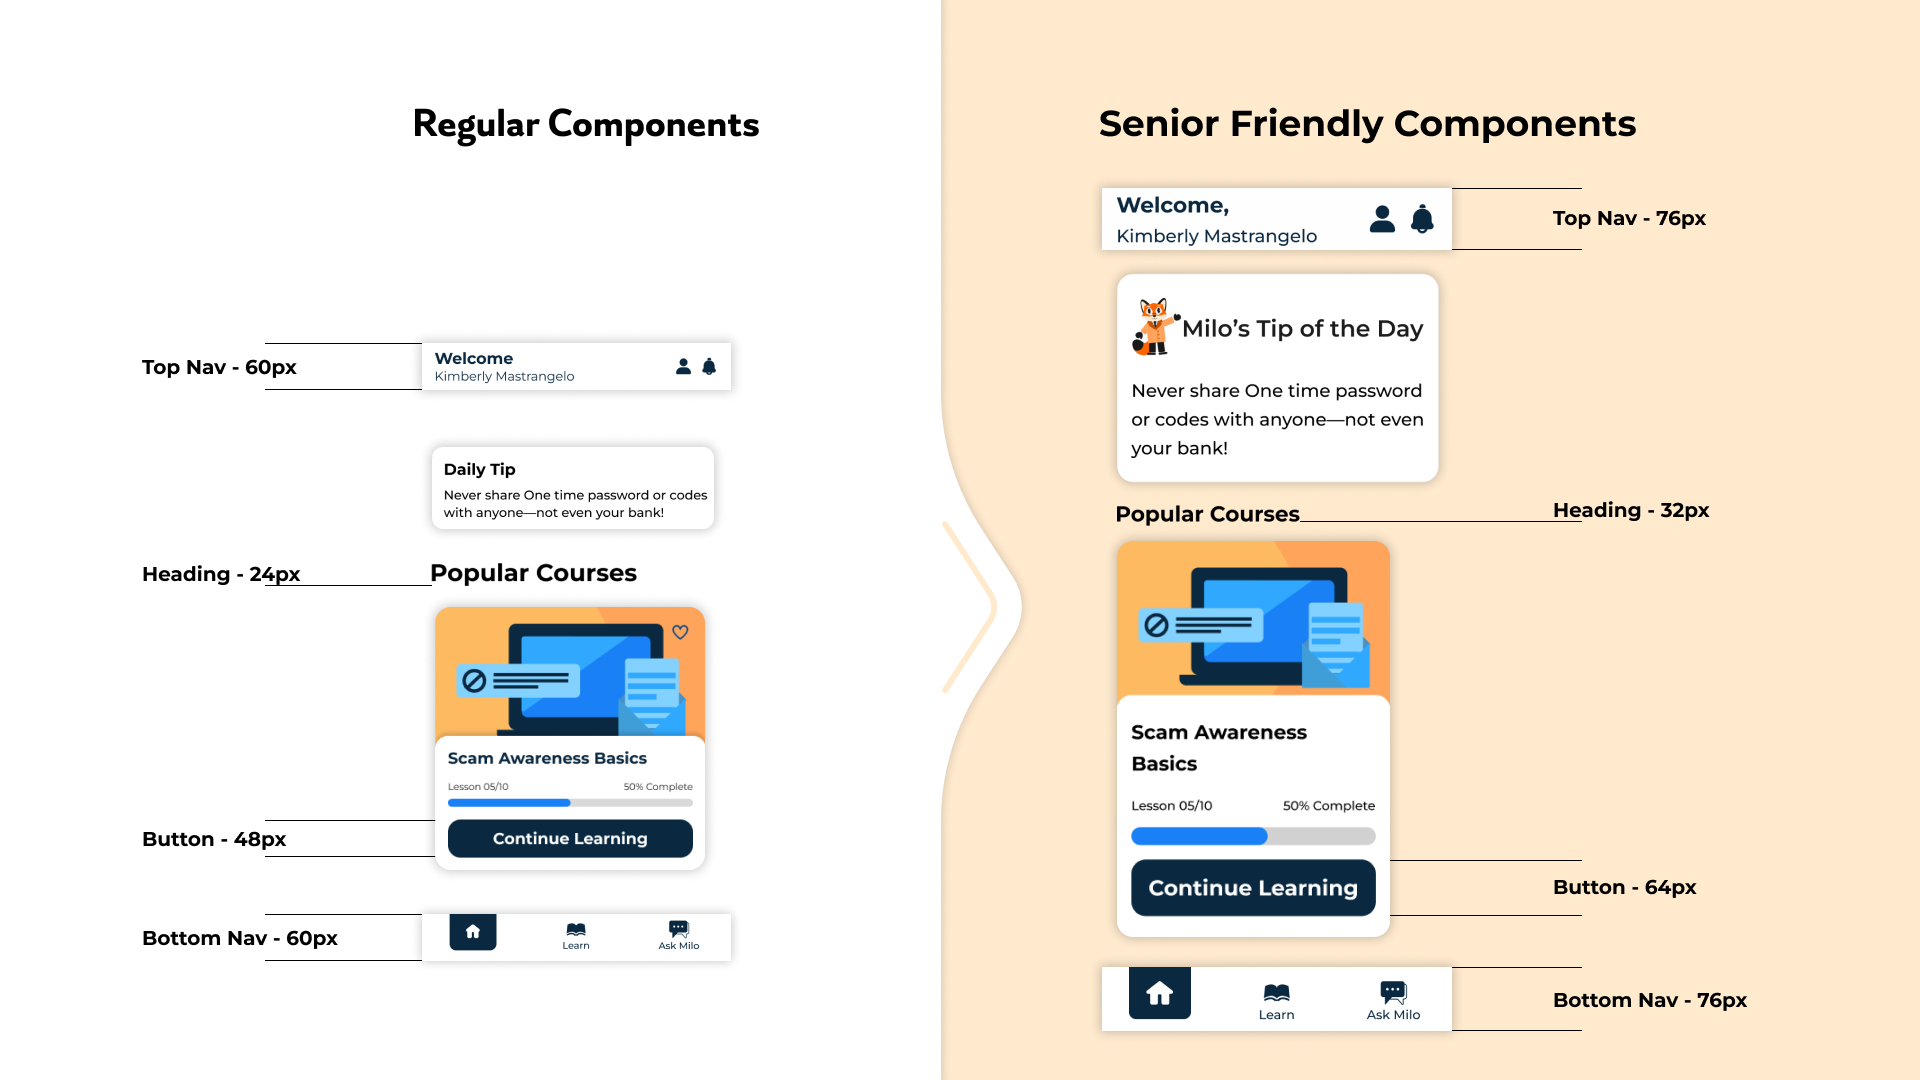 Regular Components
Top Nav - 60px
Welcome
Kimberly Mastrangelo
Daily Tip
Never share One time password or codes
with anyone—not even your bank!
Heading - 24px
Popular Courses
Scam Awareness Basics
Lesson 05/10
50% Complete
Button - 48px
Continue Learning
Bottom Nav - 60px
Learn
Ask Milo
Senior Friendly Components
Welcome,
Kimberly Mastrangelo
Top Nav - 76px
Milo’s Tip of the Day
Never share One time password
or codes with anyone—not even
your bank!
Popular Courses
Heading - 32px
Scam Awareness
Basics
Lesson 05/10
50% Complete
Continue Learning
Button - 64px
Learn
Ask Milo
Bottom Nav - 76px